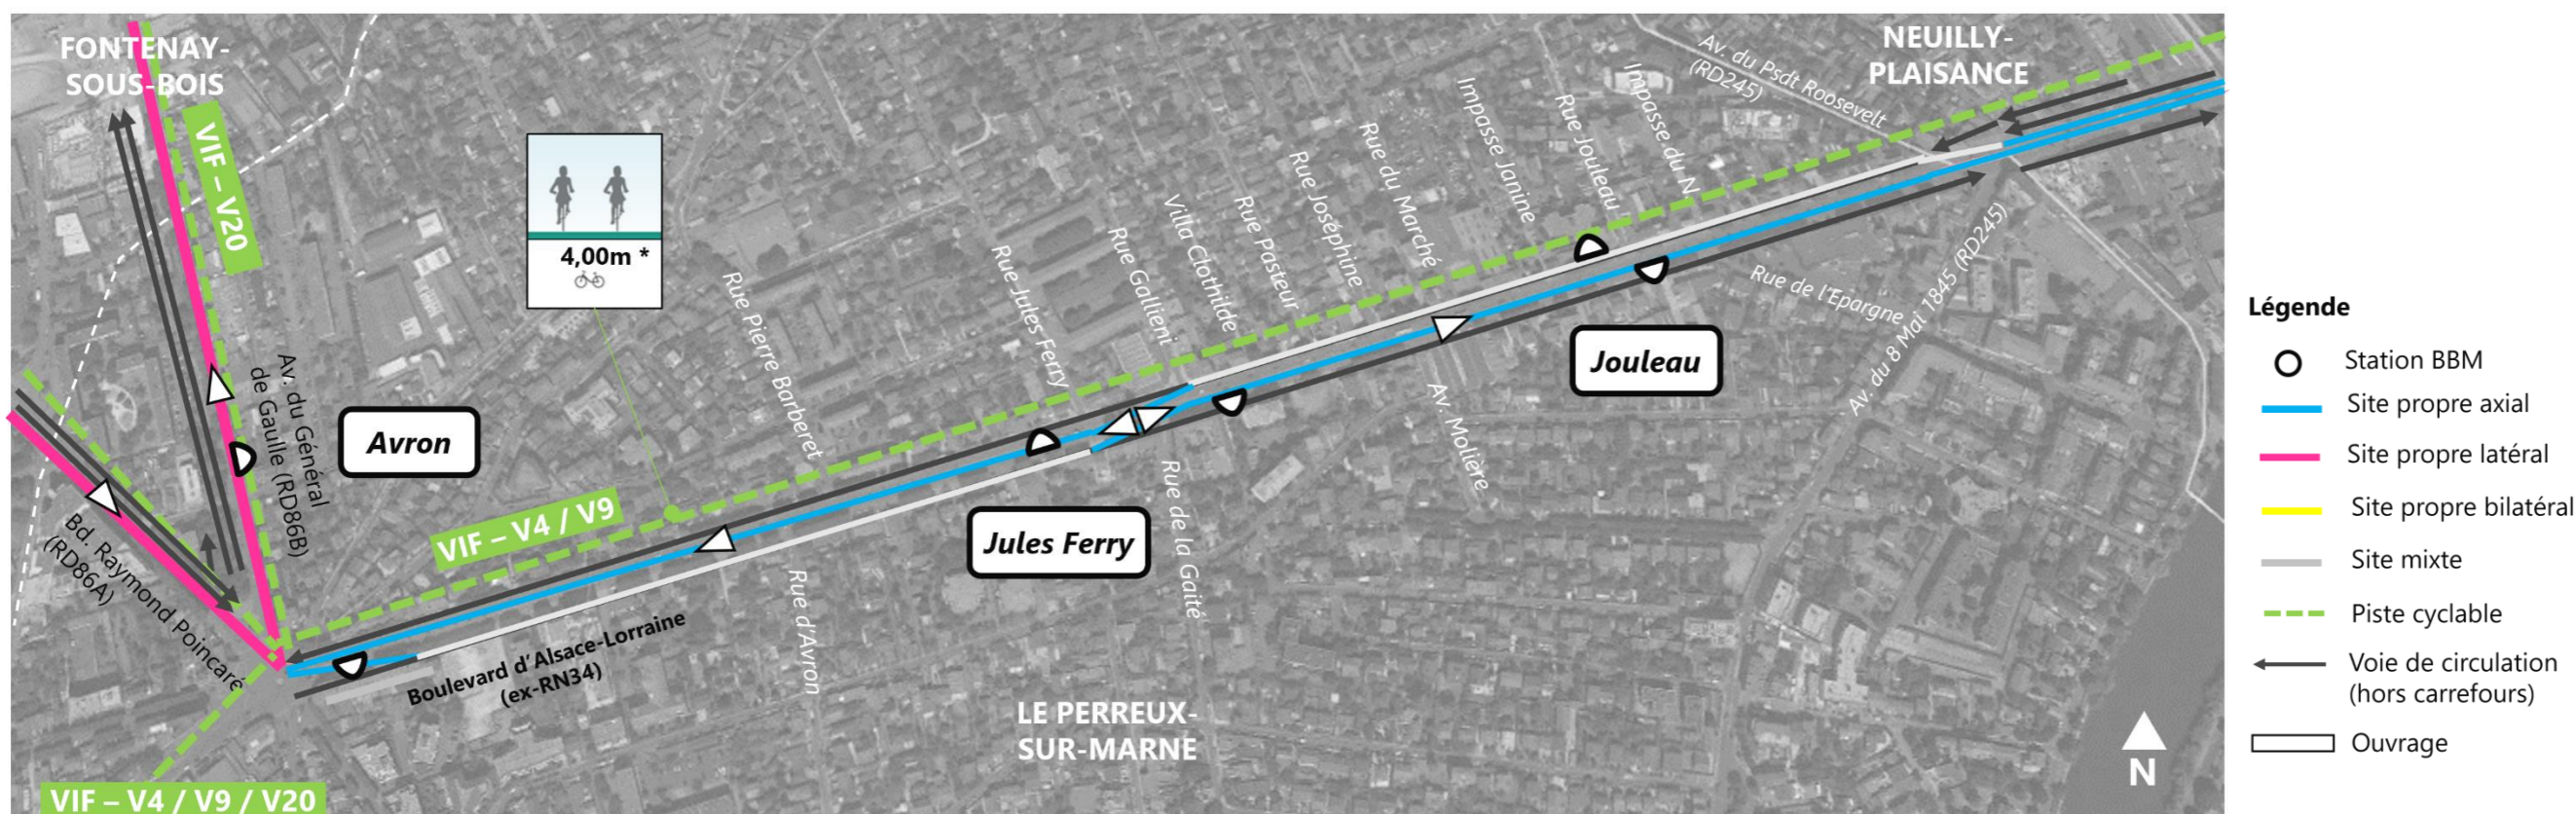 FONTENAY-
SOUS-BOIS
NEUILLY-
PLAISANCE
Av. du Psdt Roosevelt
(RD245)
VIF – V20
4,00m *
Impasse du N.
Rue Jouleau
Impasse Janine
Rue du Marché
Rue Joséphine
Rue Pasteur
Villa Clothilde
Rue Gallieni
Rue Jules Ferry
Rue Pierre Barberet
Av. du Général
de Gaulle (RD86B)
Avron
Bd. Raymond Poincaré
(RD86A)
VIF – V4 / V9
Jules Ferry
Jouleau
Rue de l'Epargne
Av. du 8 Mai 1845 (RD245)
Av. Molière
Rue de la Gaité
Rue d'Avron
Boulevard d'Alsace-Lorraine
(ex-RN34)
LE PERREUX-
SUR-MARNE
VIF – V4 / V9 / V20
N
Légende
Station BBM
Site propre axial
Site propre latéral
Site propre bilatéral
Site mixte
Piste cyclable
Voie de circulation
(hors carrefours)
Ouvrage